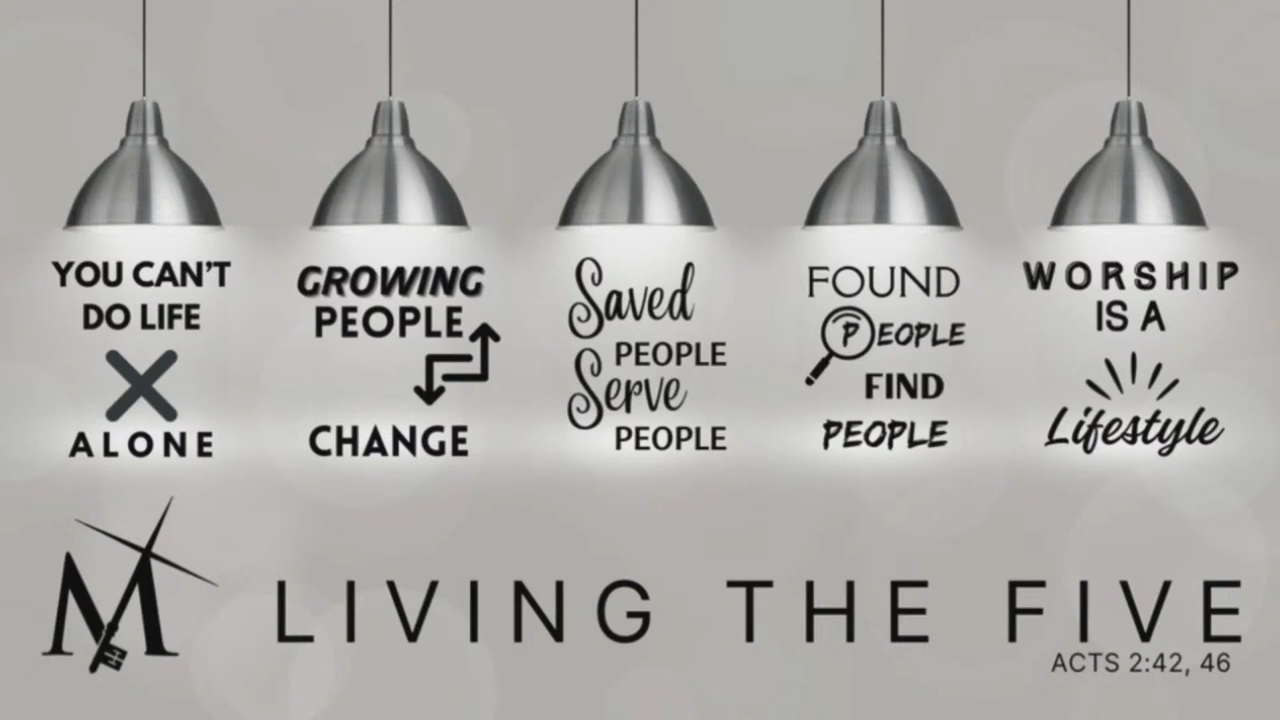 YOU CAN'T
DO LIFE
ALONE
GROWING
PEOPLE
CHANGE
Saved
PEOPLE
Serve
PEOPLE
FOUND
PEOPLE
FIND
PEOPLE
WORSHIP
IS A
Lifestyle
M
LIVING THE FIVE
ACTS 2:42, 46